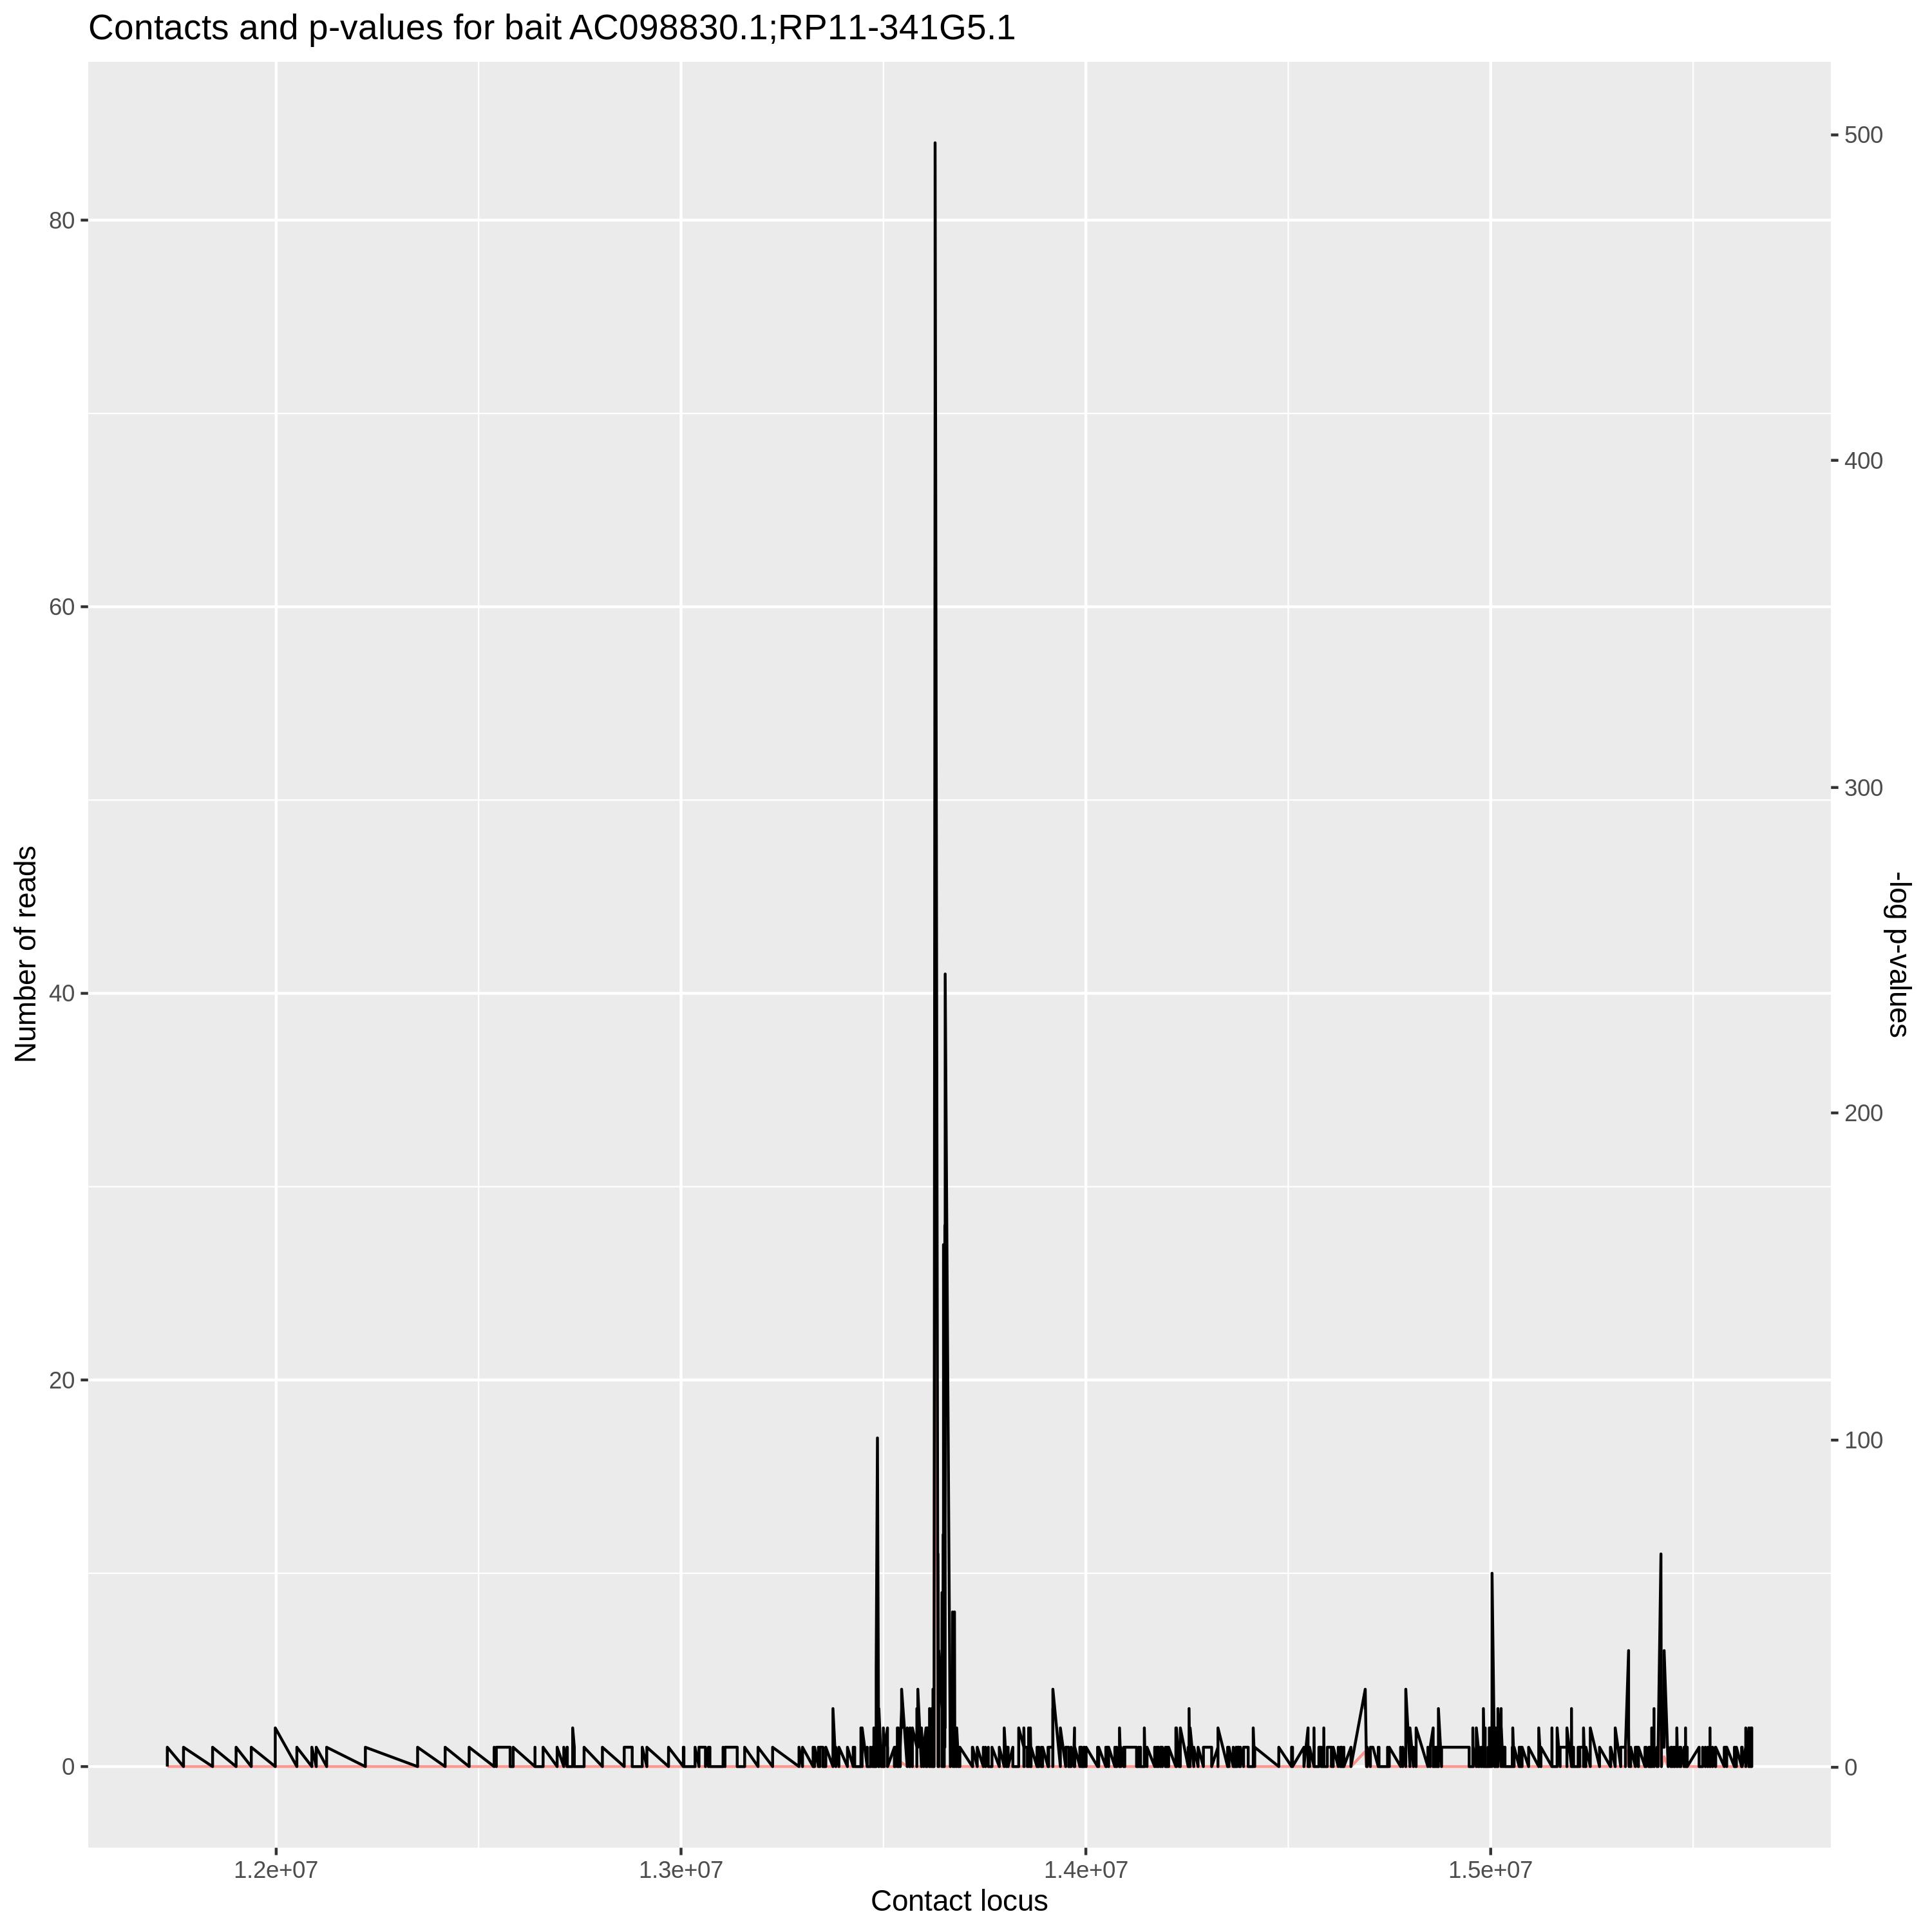 Contacts and p-values for bait AC098830.1;RP11-341G5.1
80
60
40
20
0
Number of reads
500
400
300
200
100
0
-log p-values
1.2e+07
1.3e+07
1.4e+07
1.5e+07
Contact locus